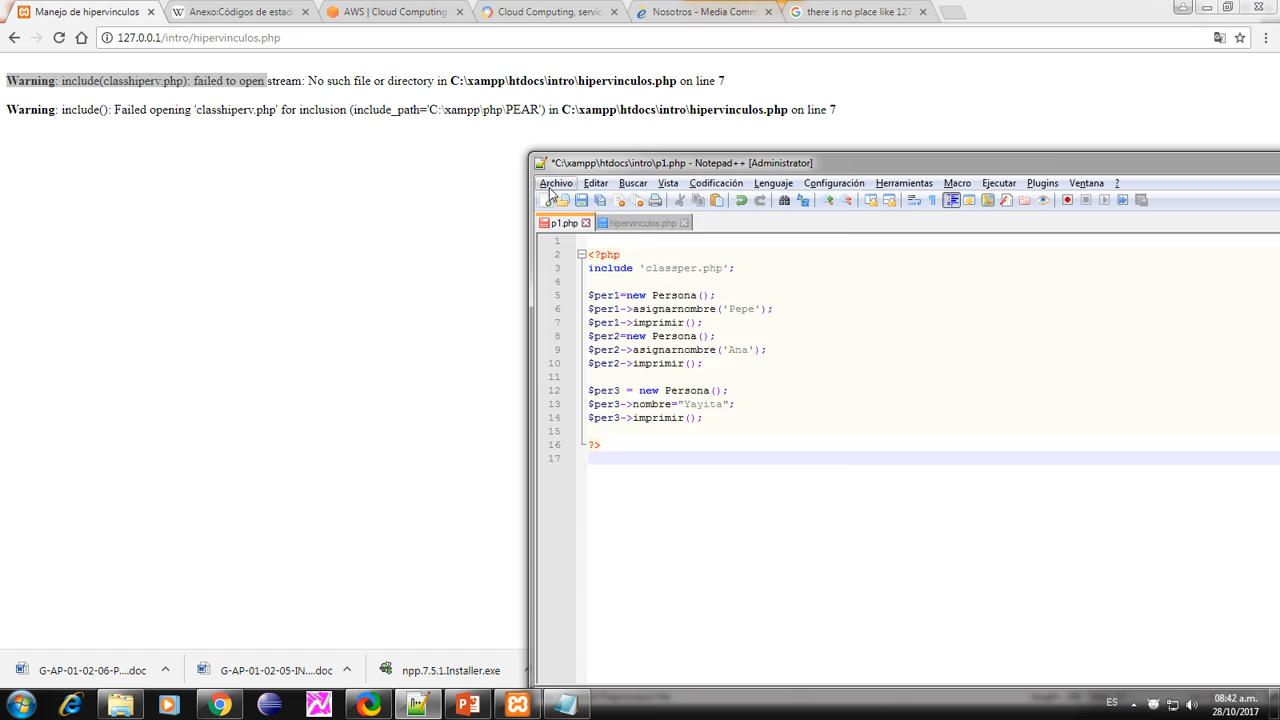 Manejo de hipervinculos
Anexo:Códigos de estad
AWS | Cloud Computing
Cloud Computing, servic
Nosotros - Media Comm
there is no place like 127
127.0.0.1/intro/hipervinculos.php
Warning: include(classhiperv.php): failed to open stream: No such file or directory in C:\xampp\htdocs\intro\hipervinculos.php on line 7
Warning: include(): Failed opening 'classhiperv.php' for inclusion (include_path='C:\xampp\php\PEAR') in C:\xampp\htdocs\intro\hipervinculos.php on line 7
*C:\xampp\htdocs\intro\p1.php - Notepad++ [Administrator]
Archivo Editar Buscar Vista Codificación Lenguaje Configuración Herramientas Macro Ejecutar Plugins Ventana ?
p1.php hipervinculos.php
1
2 <?php
3 include 'classper.php';
4
5 $per1=new Persona();
6 $per1->asignarnombre('Pepe');
7 $per1->imprimir();
8 $per2=new Persona();
9 $per2->asignarnombre('Ana');
10 $per2->imprimir();
11
12 $per3 = new Persona();
13 $per3->nombre="Yayita";
14 $per3->imprimir();
15
16 ?>
17
G-AP-01-02-06-P....doc
G-AP-01-02-05-IN....doc
npp.7.5.1.Installer.exe
ES
08:42 a.m.
28/10/2017